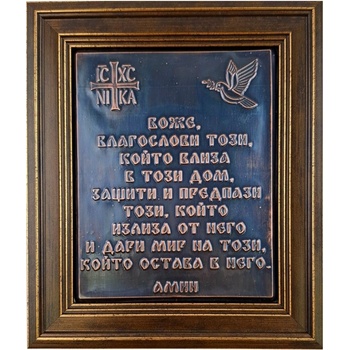 IC XC
NI KA
БОЖЕ,
БЛАГОСЛОВИ ТОЗИ,
КОЙТО ВЛИЗА
В ТОЗИ ДОМ,
ЗАЩИТИ И ПРЕДПАЗИ
ТОЗИ, КОЙТО
ИЗЛИЗА ОТ НЕГО
И ДАРИ МИР НА ТОЗИ,
КОЙТО ОСТАВА В НЕГО.
АМИН